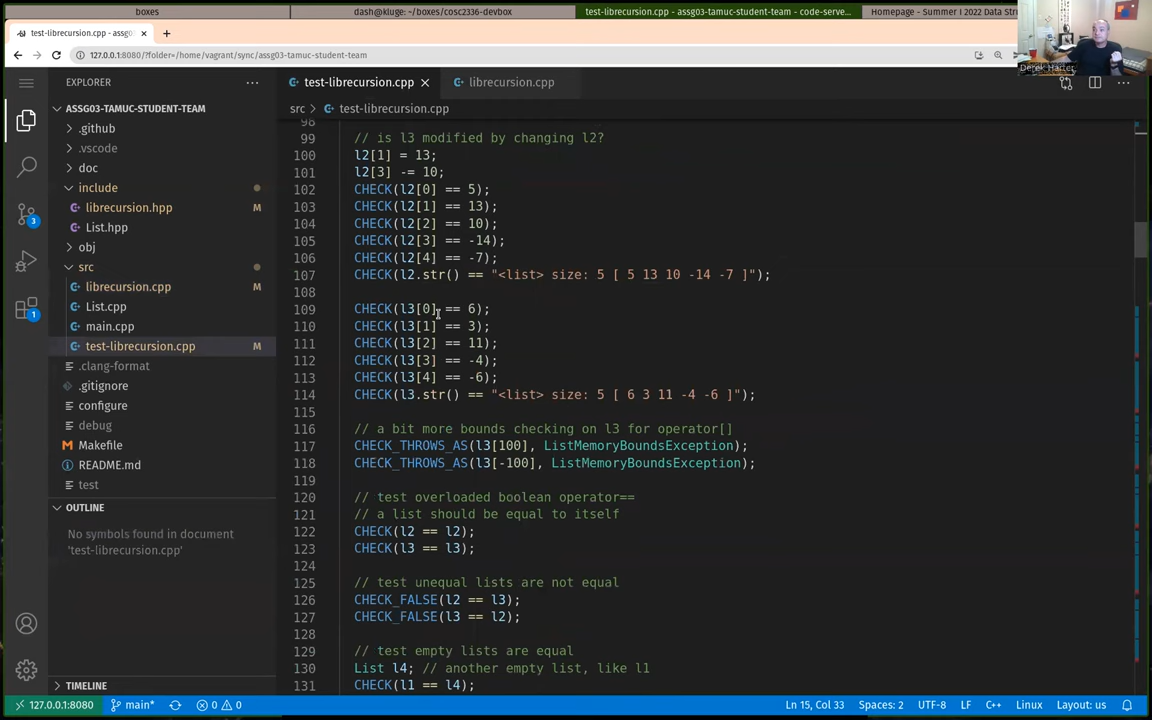 boxes
dash@kluge: ~/boxes/cosc2336-devbox
test-librecursion.cpp - assg03-tamuc-student-team - code-serve...
Homepage - Summer I 2022 Data Str
test-librecursion.cpp - assg0
127.0.0.1:8080/?folder=/home/vagrant/sync/assg03-tamuc-student-team
Derek Harter
EXPLORER
ASSG03-TAMUC-STUDENT-TEAM
.github
.vscode
doc
include
librecursion.hpp M
List.hpp
obj
src
librecursion.cpp M
List.cpp
main.cpp
test-librecursion.cpp M
.clang-format
.gitignore
configure
debug
Makefile
README.md
test
OUTLINE
No symbols found in document
'test-librecursion.cpp'
TIMELINE
3
1
test-librecursion.cpp
librecursion.cpp
src > test-librecursion.cpp
98
99 // is l3 modified by changing l2?
100 l2[1] = 13;
101 l2[3] -= 10;
102 CHECK(l2[0] == 5);
103 CHECK(l2[1] == 13);
104 CHECK(l2[2] == 10);
105 CHECK(l2[3] == -14);
106 CHECK(l2[4] == -7);
107 CHECK(l2.str() == "<list> size: 5 [ 5 13 10 -14 -7 ]");
108
109 CHECK(l3[0] == 6);
110 CHECK(l3[1] == 3);
111 CHECK(l3[2] == 11);
112 CHECK(l3[3] == -4);
113 CHECK(l3[4] == -6);
114 CHECK(l3.str() == "<list> size: 5 [ 6 3 11 -4 -6 ]");
115
116 // a bit more bounds checking on l3 for operator[]
117 CHECK_THROWS_AS(l3[100], ListMemoryBoundsException);
118 CHECK_THROWS_AS(l3[-100], ListMemoryBoundsException);
119
120 // test overloaded boolean operator==
121 // a list should be equal to itself
122 CHECK(l2 == l2);
123 CHECK(l3 == l3);
124
125 // test unequal lists are not equal
126 CHECK_FALSE(l2 == l3);
127 CHECK_FALSE(l3 == l2);
128
129 // test empty lists are equal
130 List l4; // another empty list, like l1
131 CHECK(l1 == l4);
127.0.0.1:8080 main* 0 0 Ln 15, Col 33 Spaces: 2 UTF-8 LF C++ Linux Layout: us